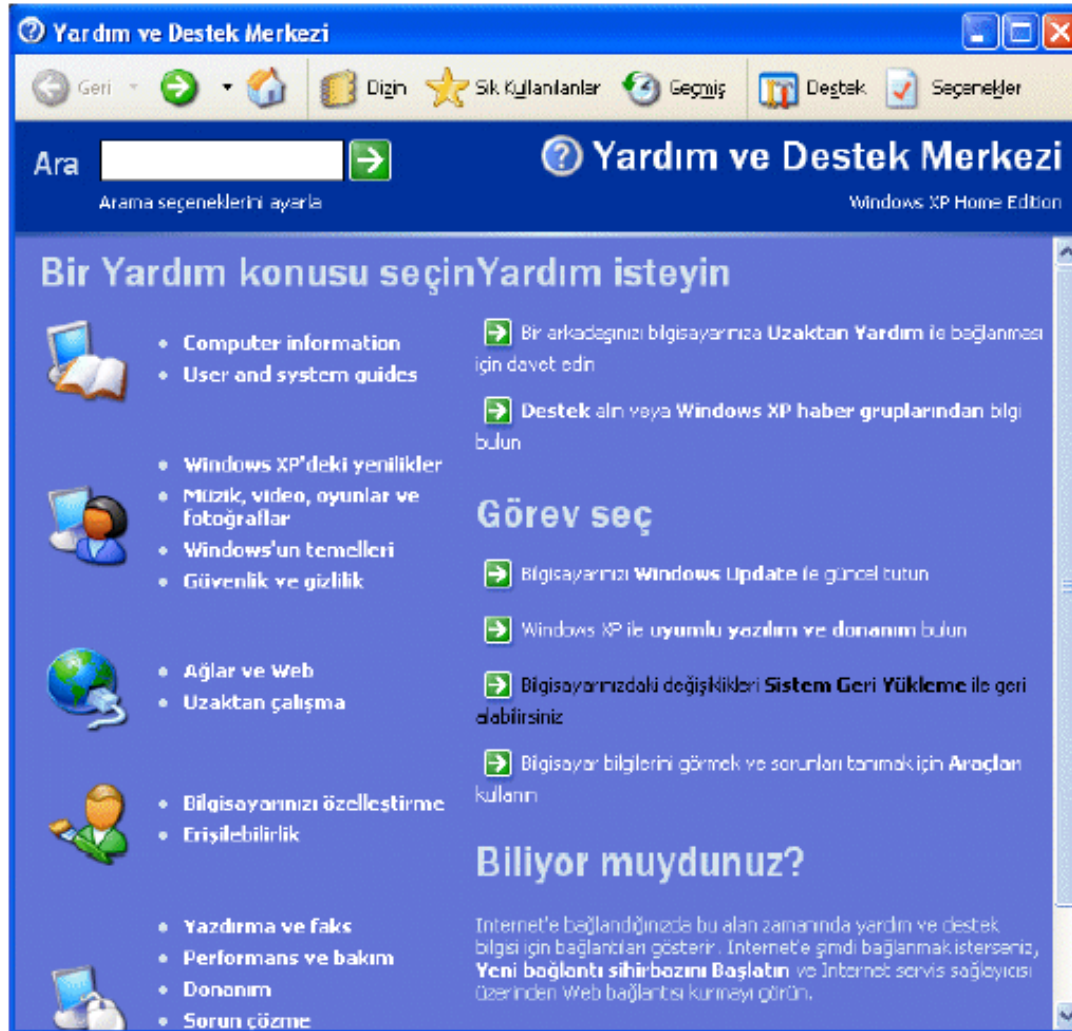 Yardım ve Destek Merkezi
Geri
Dizin
Sık Kullanılanlar
Geçmiş
Destek
Seçenekler
Ara
Yardım ve Destek Merkezi
Arama seçeneklerini ayarla
Windows XP Home Edition
Bir Yardım konusu seçin
Computer information
User and system guides
Windows XP'deki yenilikler
Müzik, video, oyunlar ve
fotoğraflar
Windows'un temelleri
Güvenlik ve gizlilik
Ağlar ve Web
Uzaktan çalışma
Bilgisayarınızı özelleştirme
Erişilebilirlik
Yazdırma ve faks
Performans ve bakım
Donanım
Sorun çözme
Yardım isteyin
Bir arkadaşınızı bilgisayarınıza Uzaktan Yardım ile bağlanması
için davet edin
Destek alın veya Windows XP haber gruplarından bilgi
bulun
Görev seç
Bilgisayarınızı Windows Update ile güncel tutun
Windows XP ile uyumlu yazılım ve donanım bulun
Bilgisayarınızdaki değişiklikleri Sistem Geri Yükleme ile geri
alabilirsiniz
Bilgisayar bilgilerini görmek ve sorunları tanımak için Araçları
kullanın
Biliyor muydunuz?
Internet'e bağlandığınızda bu alan zamanında yardım ve destek
bilgisi için bağlantıları gösterir. Internet'e şimdi bağlanmak isterseniz,
Yeni bağlantı sihirbazını Başlatın ve Internet servis sağlayıcısı
üzerinden Web bağlantısı kurmayı görün.